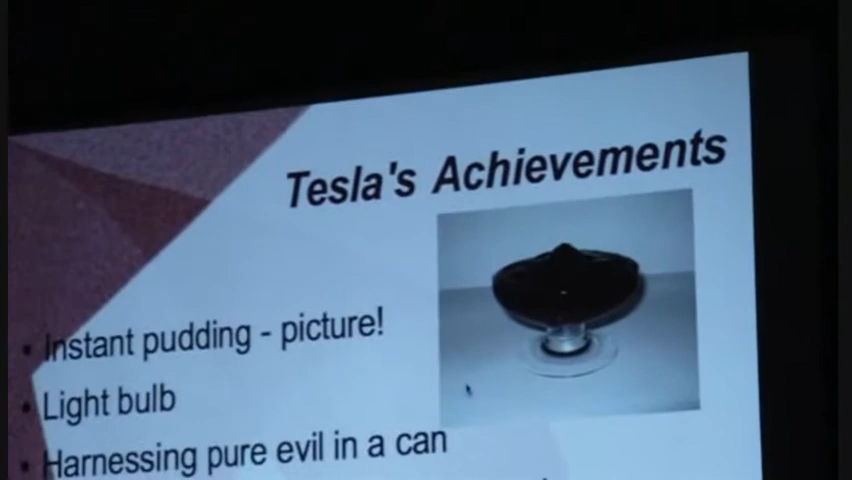 Tesla's Achievements
• Instant pudding - picture!
• Light bulb
• Harnessing pure evil in a can